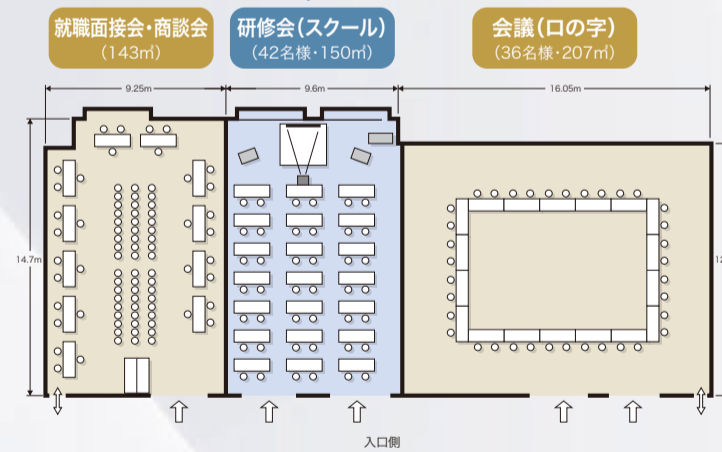 就職面接会・商談会
(143㎡)
研修会(スクール)
(42名様・150㎡)
会議(ロの字)
(36名様・207㎡)
9.25m
9.6m
16.05m
14.7m
12
入口側